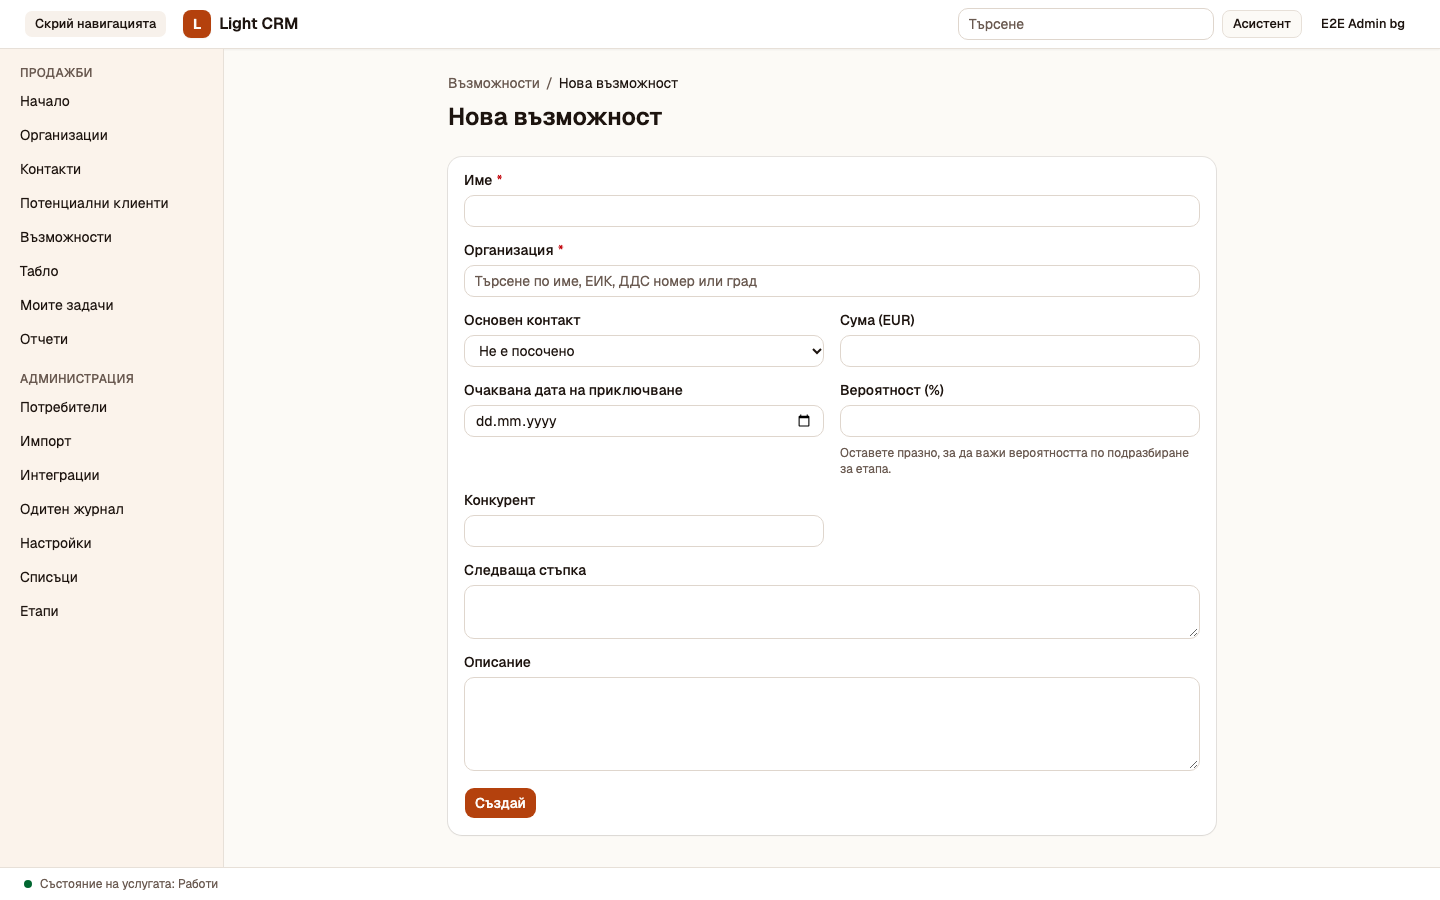 Скрий навигацията
L
Light CRM
Търсене
Асистент
E2E Admin bg
ПРОДАЖБИ
Начало
Организации
Контакти
Потенциални клиенти
Възможности
Табло
Моите задачи
Отчети
АДМИНИСТРАЦИЯ
Потребители
Импорт
Интеграции
Одитен журнал
Настройки
Списъци
Етапи
Възможности / Нова възможност
Нова възможност
Име *
Организация *
Търсене по име, ЕИК, ДДС номер или град
Основен контакт
Не е посочено
Сума (EUR)
Очаквана дата на приключване
dd.mm.yyyy
Вероятност (%)
Оставете празно, за да важи вероятността по подразбиране
за етапа.
Конкурент
Следваща стъпка
Описание
Създай
Състояние на услугата: Работи